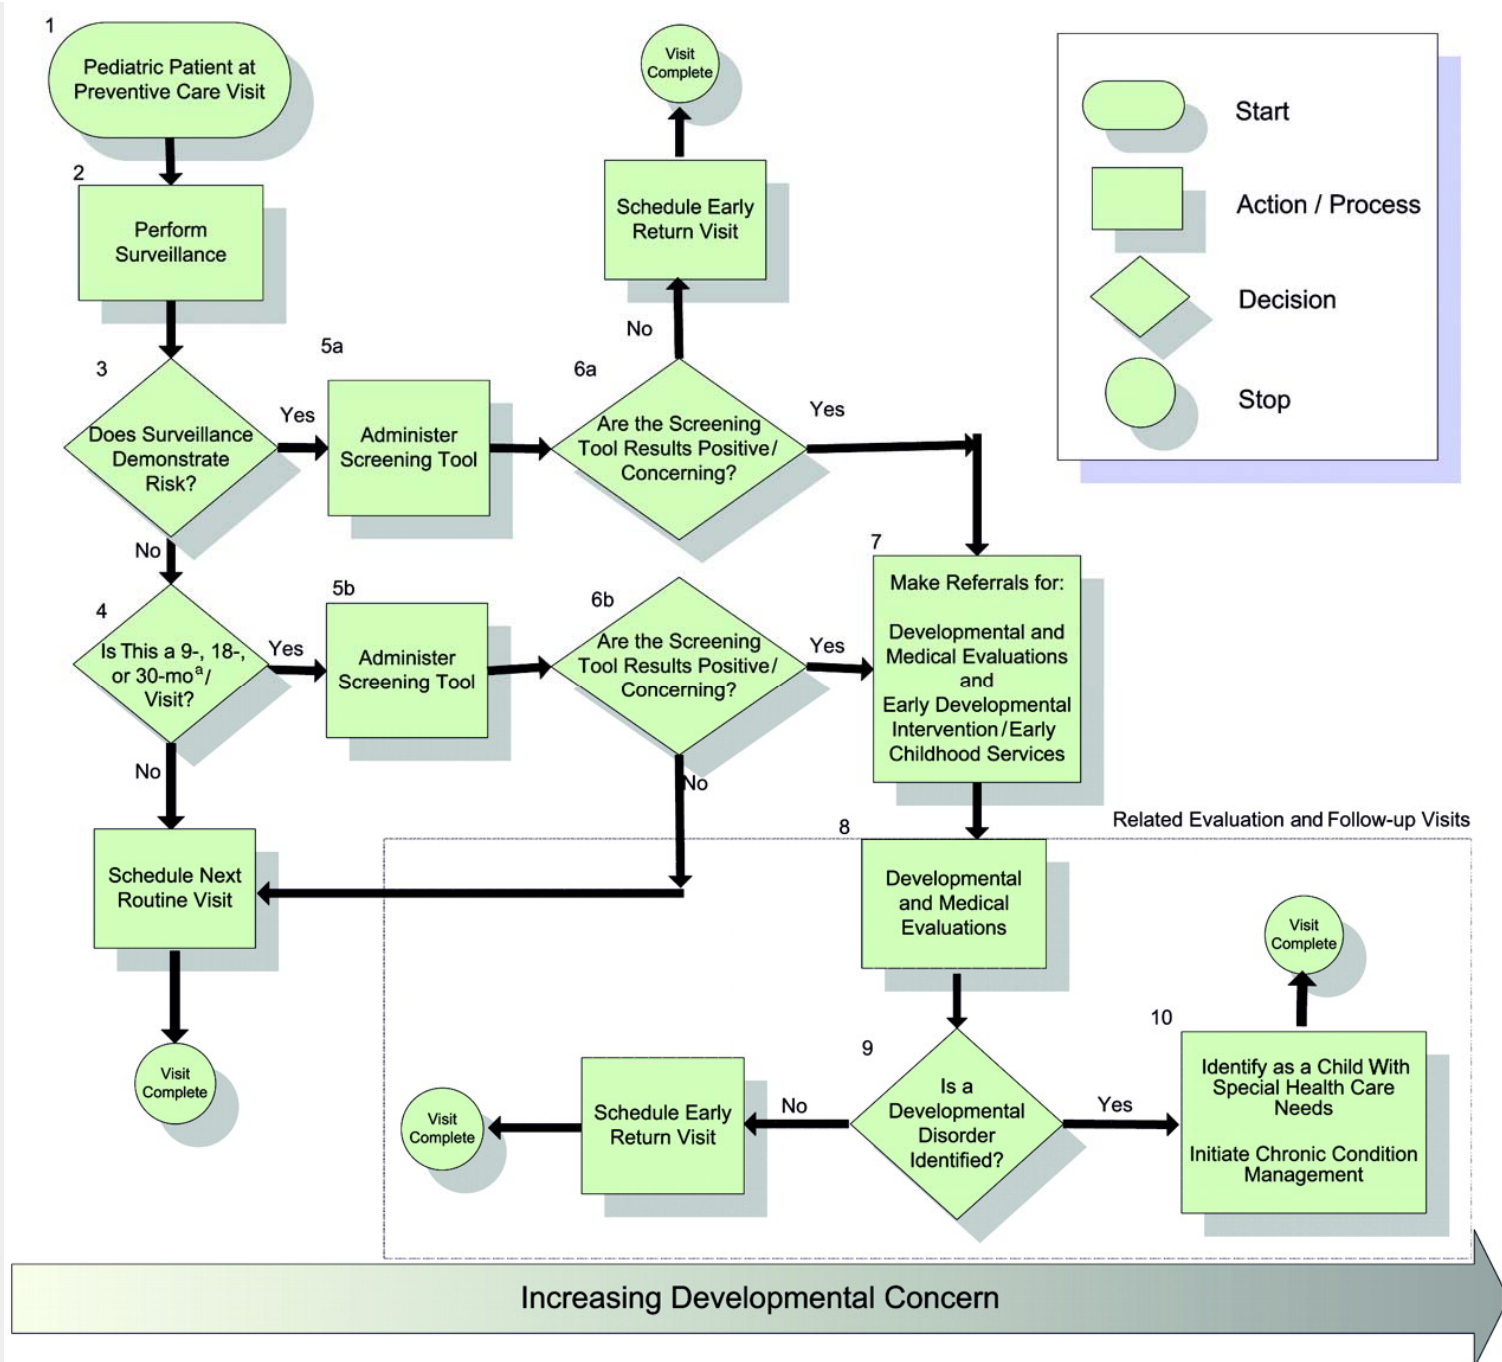 1
Pediatric Patient at
Preventive Care Visit
2
Perform
Surveillance
3
Does Surveillance
Demonstrate
Risk?
Yes
No
5a
Administer
Screening Tool
6a
Are the Screening
Tool Results Positive/
Concerning?
No
Schedule Early
Return Visit
Visit
Complete
Yes
4
Is This a 9-, 18-,
or 30-moᵃ/
Visit?
Yes
No
5b
Administer
Screening Tool
6b
Are the Screening
Tool Results Positive/
Concerning?
Yes
No
7
Make Referrals for:
Developmental and
Medical Evaluations
and
Early Developmental
Intervention/Early
Childhood Services
Schedule Next
Routine Visit
Visit
Complete
Related Evaluation and Follow-up Visits
8
Developmental
and Medical
Evaluations
9
Is a
Developmental
Disorder
Identified?
No
Schedule Early
Return Visit
Visit
Complete
Yes
10
Identify as a Child With
Special Health Care
Needs
Initiate Chronic Condition
Management
Visit
Complete
Start
Action / Process
Decision
Stop
Increasing Developmental Concern